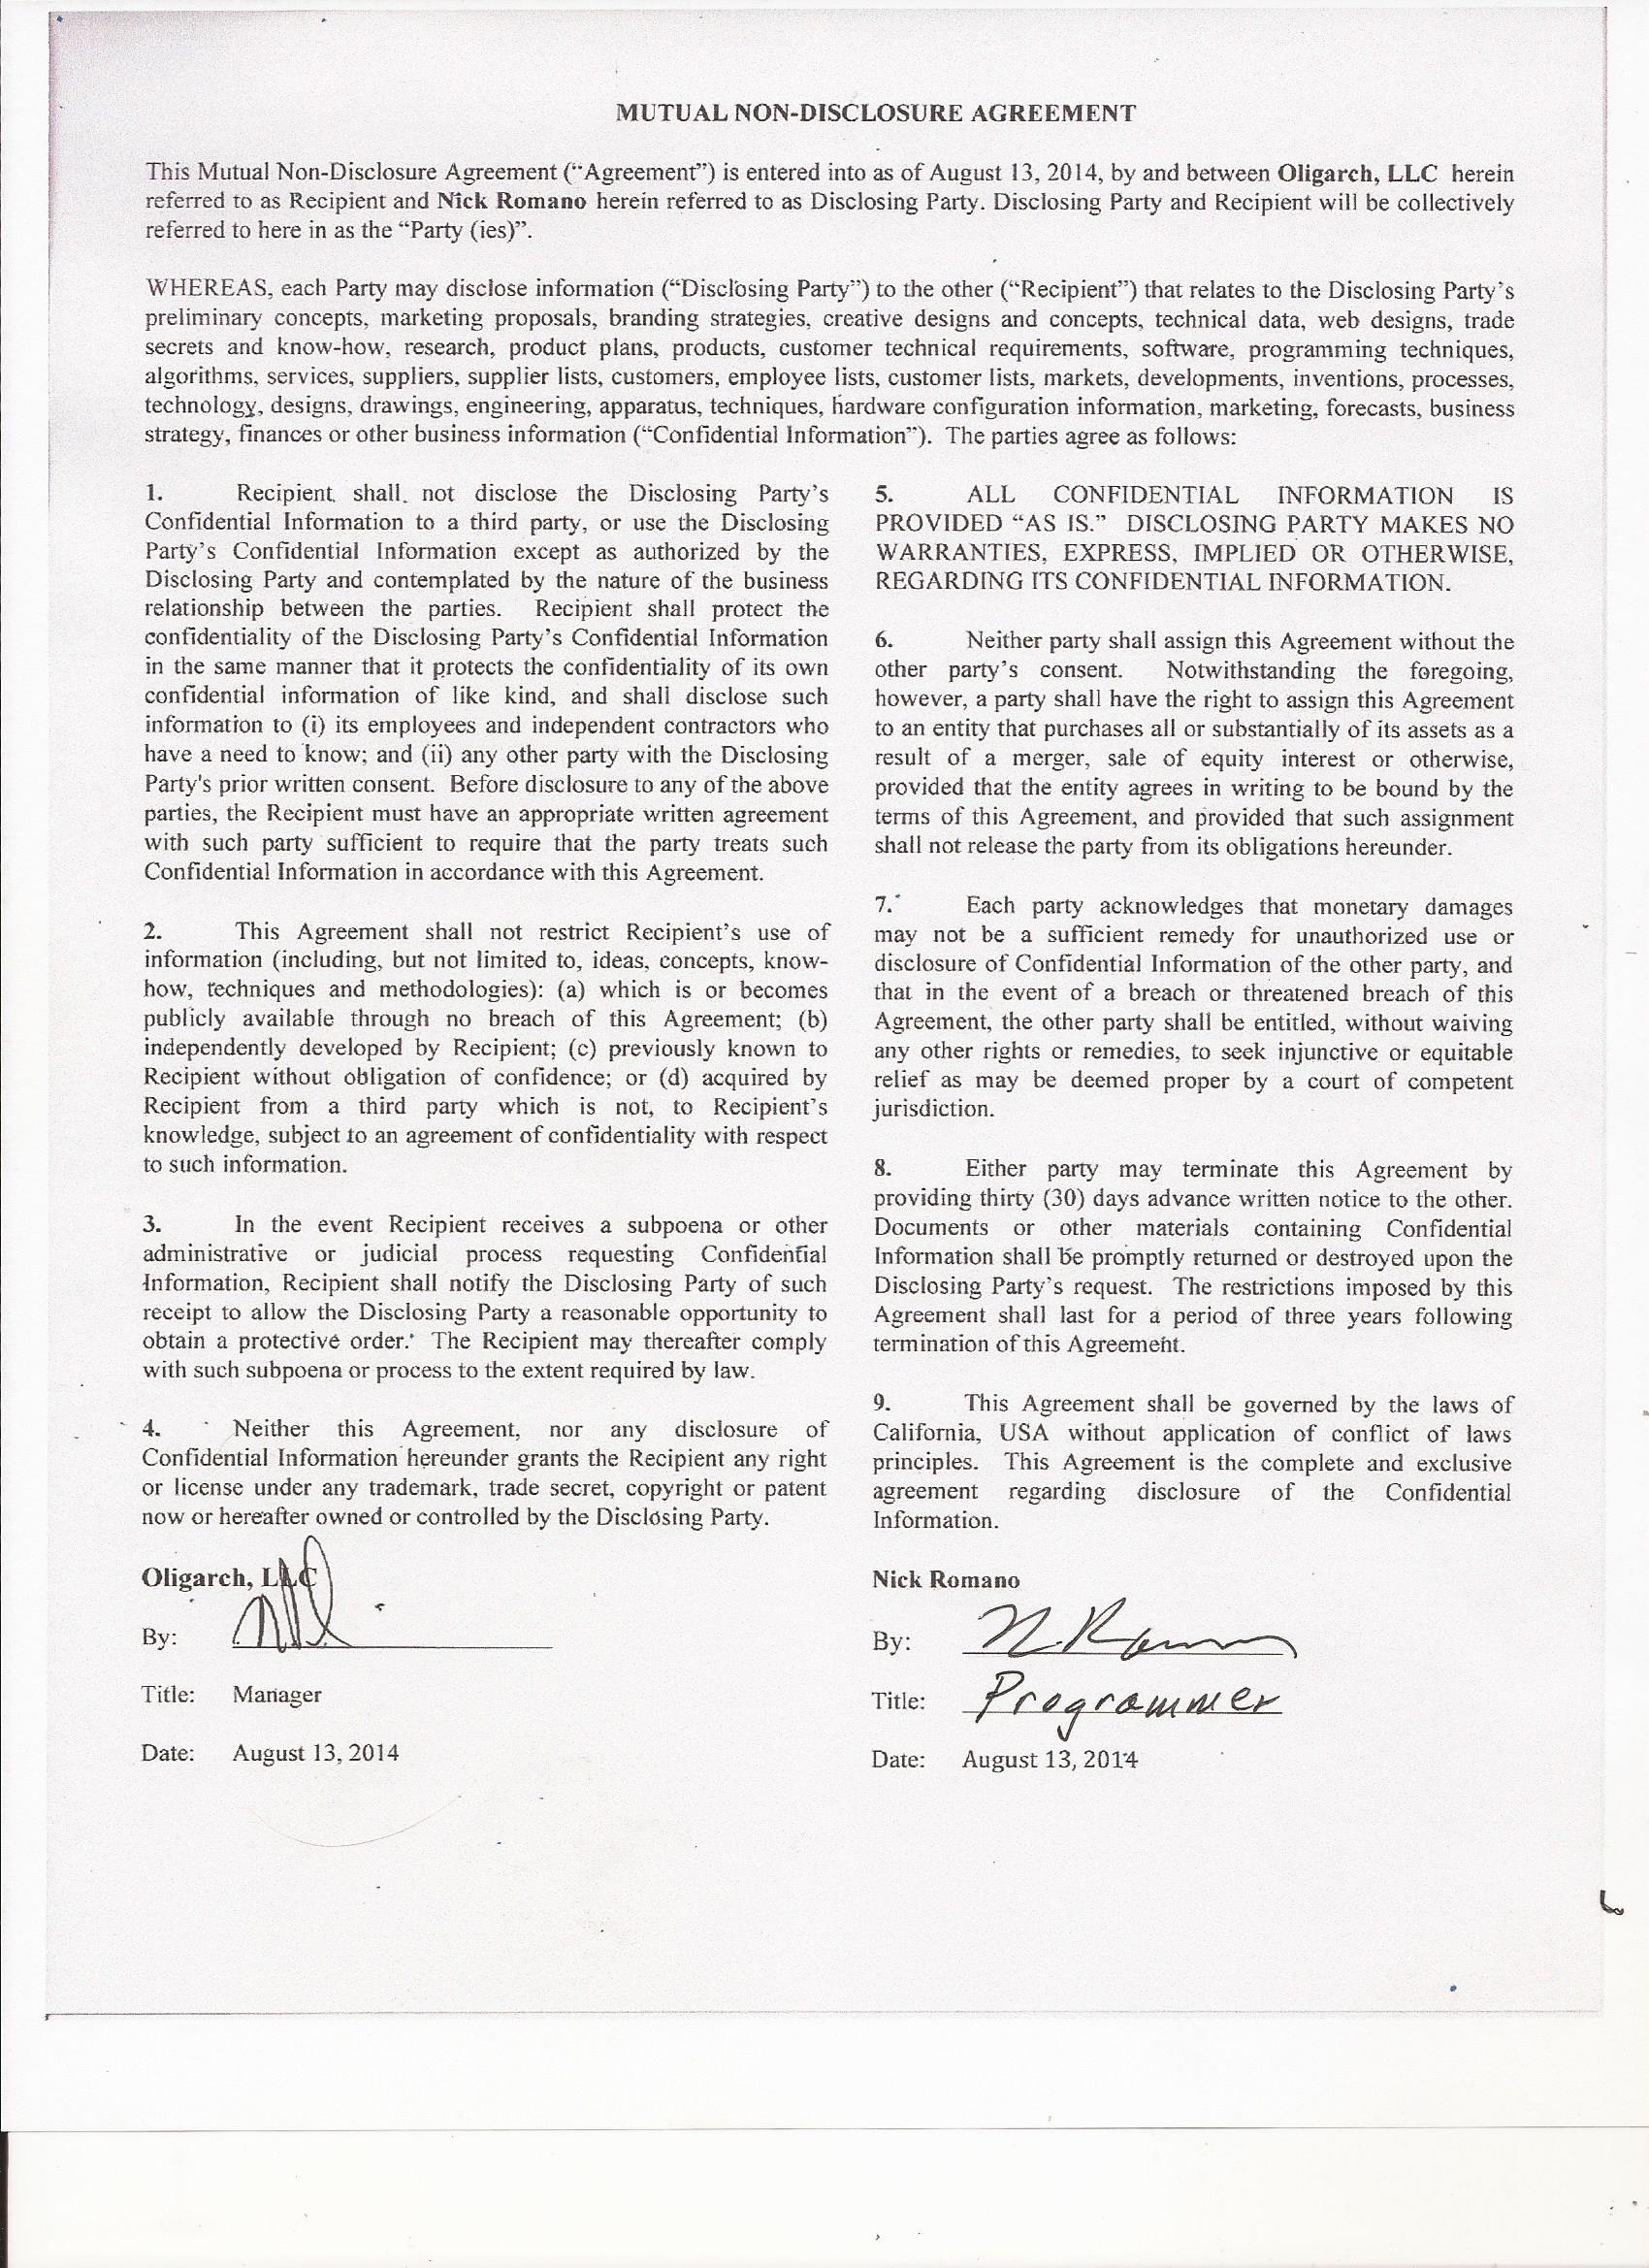 MUTUAL NON-DISCLOSURE AGREEMENT
This Mutual Non-Disclosure Agreement (“Agreement”) is entered into as of August 13, 2014, by and between Oligarch, LLC herein
referred to as Recipient and Nick Romano herein referred to as Disclosing Party. Disclosing Party and Recipient will be collectively
referred to here in as the “Party (ies)”.
WHEREAS, each Party may disclose information (“Disclosing Party”) to the other (“Recipient”) that relates to the Disclosing Party’s
preliminary concepts, marketing proposals, branding strategies, creative designs and concepts, technical data, web designs, trade
secrets and know-how, research, product plans, products, customer technical requirements, software, programming techniques,
algorithms, services, suppliers, supplier lists, customers, employee lists, customer lists, markets, developments, inventions, processes,
technology, designs, drawings, engineering, apparatus, techniques, hardware configuration information, marketing, forecasts, business
strategy, finances or other business information (“Confidential Information”). The parties agree as follows:
1. Recipient shall not disclose the Disclosing Party’s
Confidential Information to a third party, or use the Disclosing
Party’s Confidential Information except as authorized by the
Disclosing Party and contemplated by the nature of the business
relationship between the parties. Recipient shall protect the
confidentiality of the Disclosing Party’s Confidential Information
in the same manner that it protects the confidentiality of its own
confidential information of like kind, and shall disclose such
information to (i) its employees and independent contractors who
have a need to know; and (ii) any other party with the Disclosing
Party's prior written consent. Before disclosure to any of the above
parties, the Recipient must have an appropriate written agreement
with such party sufficient to require that the party treats such
Confidential Information in accordance with this Agreement.
2. This Agreement shall not restrict Recipient’s use of
information (including, but not limited to, ideas, concepts, know-
how, techniques and methodologies): (a) which is or becomes
publicly available through no breach of this Agreement; (b)
independently developed by Recipient; (c) previously known to
Recipient without obligation of confidence; or (d) acquired by
Recipient from a third party which is not, to Recipient’s
knowledge, subject to an agreement of confidentiality with respect
to such information.
3. In the event Recipient receives a subpoena or other
administrative or judicial process requesting Confidential
Information, Recipient shall notify the Disclosing Party of such
receipt to allow the Disclosing Party a reasonable opportunity to
obtain a protective order. The Recipient may thereafter comply
with such subpoena or process to the extent required by law.
4. Neither this Agreement, nor any disclosure of
Confidential Information hereunder grants the Recipient any right
or license under any trademark, trade secret, copyright or patent
now or hereafter owned or controlled by the Disclosing Party.
5. ALL CONFIDENTIAL INFORMATION IS
PROVIDED “AS IS.” DISCLOSING PARTY MAKES NO
WARRANTIES, EXPRESS, IMPLIED OR OTHERWISE,
REGARDING ITS CONFIDENTIAL INFORMATION.
6. Neither party shall assign this Agreement without the
other party’s consent. Notwithstanding the foregoing,
however, a party shall have the right to assign this Agreement
to an entity that purchases all or substantially of its assets as a
result of a merger, sale of equity interest or otherwise,
provided that the entity agrees in writing to be bound by the
terms of this Agreement, and provided that such assignment
shall not release the party from its obligations hereunder.
7. Each party acknowledges that monetary damages
may not be a sufficient remedy for unauthorized use or
disclosure of Confidential Information of the other party, and
that in the event of a breach or threatened breach of this
Agreement, the other party shall be entitled, without waiving
any other rights or remedies, to seek injunctive or equitable
relief as may be deemed proper by a court of competent
jurisdiction.
8. Either party may terminate this Agreement by
providing thirty (30) days advance written notice to the other.
Documents or other materials containing Confidential
Information shall be promptly returned or destroyed upon the
Disclosing Party’s request. The restrictions imposed by this
Agreement shall last for a period of three years following
termination of this Agreement.
9. This Agreement shall be governed by the laws of
California, USA without application of conflict of laws
principles. This Agreement is the complete and exclusive
agreement regarding disclosure of the Confidential
Information.
Oligarch, LLC
By:
Title: Manager
Date: August 13, 2014
Nick Romano
By: N. Romano
Title: Programmer
Date: August 13, 2014